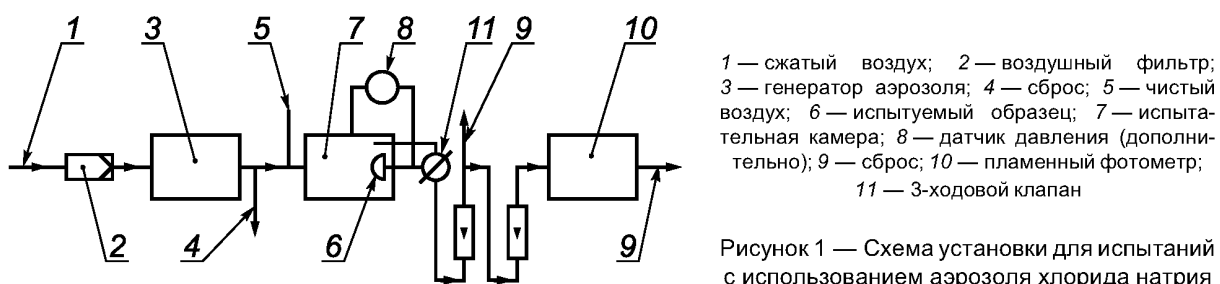 1 3 5 7 8 11 9 10
2 4 6 9
1 — сжатый воздух; 2 — воздушный фильтр;
3 — генератор аэрозоля; 4 — сброс; 5 — чистый
воздух; 6 — испытуемый образец; 7 — испыта-
тельная камера; 8 — датчик давления (дополни-
тельно); 9 — сброс; 10 — пламенный фотометр;
11 — 3-ходовой клапан
Рисунок 1 — Схема установки для испытаний
с использованием аэрозоля хлорида натрия